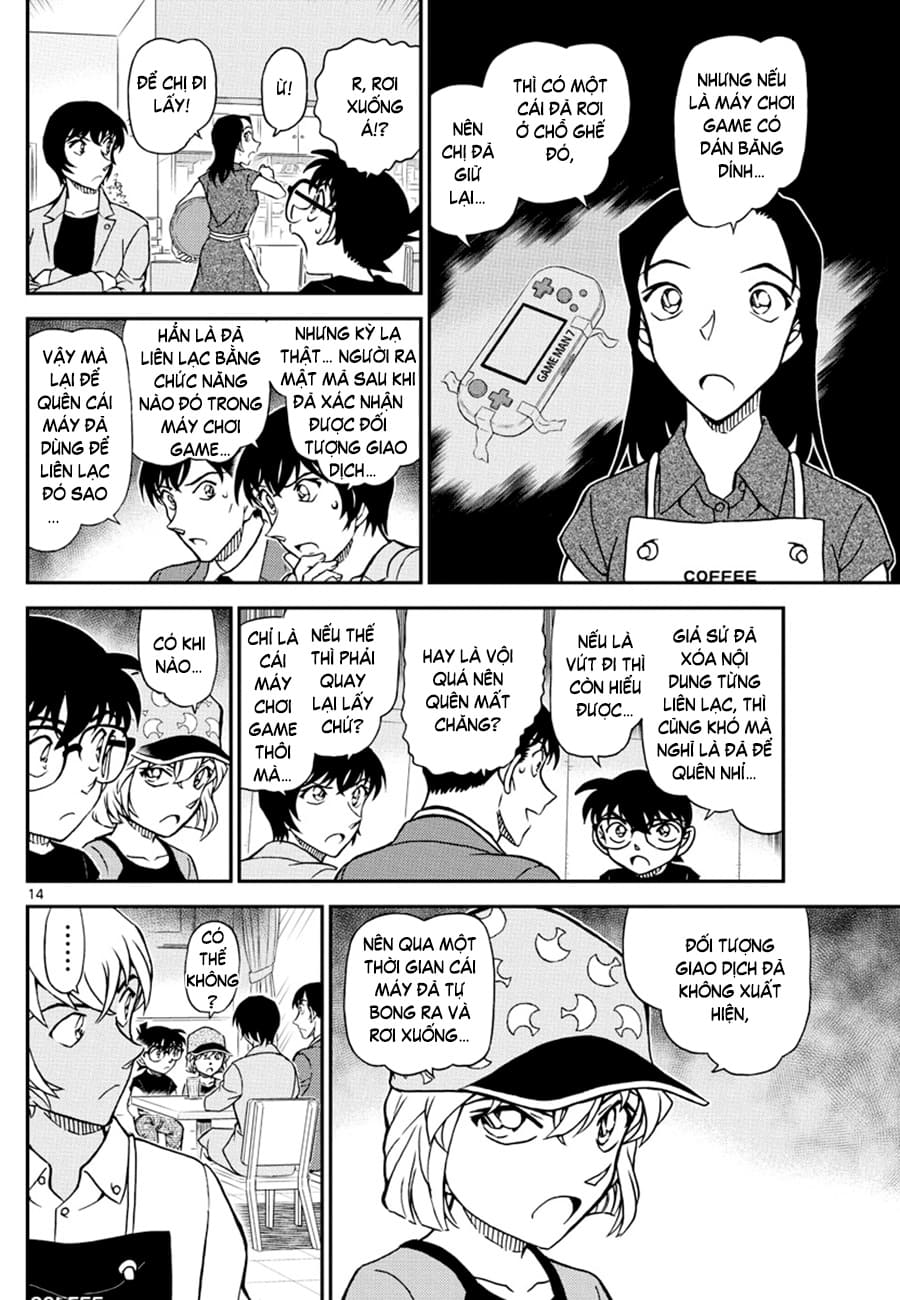 NHƯNG NẾU
LÀ MÁY CHƠI
GAME CÓ
DÁN BĂNG
DÍNH...
THÌ CÓ MỘT
CÁI ĐÃ RƠI
Ở CHỖ GHẾ
ĐÓ,
NÊN
CHỊ ĐÃ
GIỮ
LẠI...
GAME MAN 7
COFFEE
R, RƠI
XUỐNG
Á!?
Ừ!
ĐỂ CHỊ ĐI
LẤY!
NHƯNG KỲ LẠ
THẬT... NGƯỜI RA
MẬT MÃ SAU KHI
ĐÃ XÁC NHẬN
ĐƯỢC ĐỐI
TƯỢNG GIAO
DỊCH...
HẲN LÀ ĐÃ
LIÊN LẠC BẰNG
CHỨC NĂNG
NÀO ĐÓ TRONG
MÁY CHƠI
GAME...
VẬY MÀ
LẠI ĐỂ
QUÊN CÁI
MÁY ĐÃ
DÙNG ĐỂ
LIÊN LẠC
ĐÓ SAO
...
GIẢ SỬ ĐÃ
XÓA NỘI
DUNG TỪNG
LIÊN LẠC, THÌ
CŨNG KHÓ MÀ
NGHĨ LÀ ĐÃ ĐỂ
QUÊN NHỈ...
NẾU LÀ
VỨT ĐI THÌ
CÒN HIỂU
ĐƯỢC...
HAY LÀ VỘI
QUÁ NÊN
QUÊN MẤT
CHĂNG?
NẾU THẾ
THÌ PHẢI
QUAY
LẠI LẤY
CHỨ?
CHỈ LÀ
CÁI
MÁY
CHƠI
GAME
THÔI
MÀ...
CÓ KHI
NÀO...
14
ĐỐI TƯỢNG
GIAO DỊCH ĐÃ
KHÔNG XUẤT
HIỆN,
NÊN QUA MỘT
THỜI GIAN CÁI
MÁY ĐÃ TỰ
BONG RA VÀ
RƠI XUỐNG...
CÓ
THỂ
KHÔNG
?
......